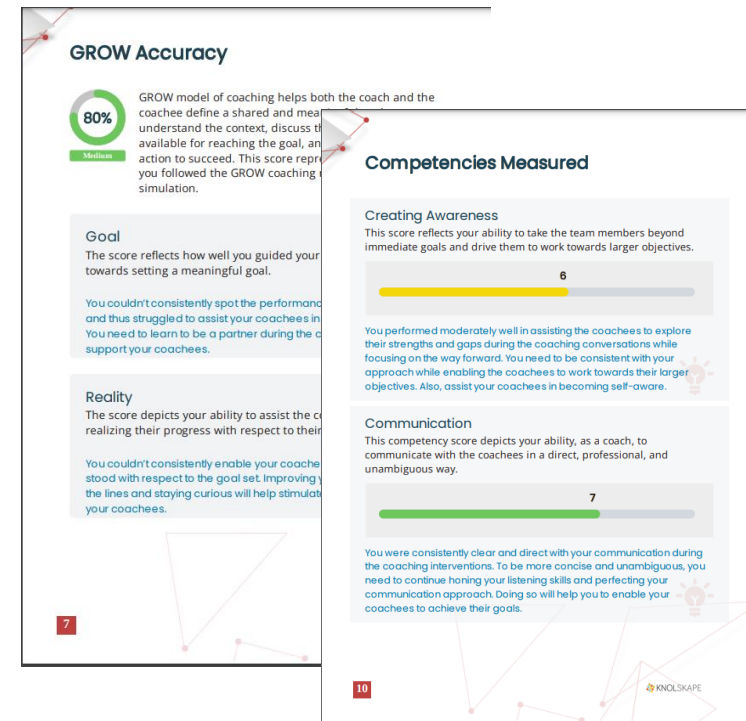 GROW Accuracy
80%
Medium
GROW model of coaching helps both the coach and the
coachee define a shared and
understand the context, discuss
available for reaching the goal,
action to succeed. This score
you followed the GROW coaching
simulation.
Goal
The score reflects how well you guided your
towards setting a meaningful goal.
You couldn't consistently spot the
and thus struggled to assist your coachees in
You need to learn to be a partner during the
support your coachees.
Reality
The score depicts your ability to assist the
realizing their progress with respect to their
You couldn't consistently enable your
stood with respect to the goal set. Improving
the lines and staying curious will help
your coachees.
7
Competencies Measured
Creating Awareness
This score reflects your ability to take the team members beyond
immediate goals and drive them to work towards larger objectives.
6
You performed moderately well in assisting the coachees to explore
their strengths and gaps during the coaching conversations while
focusing on the way forward. You need to be consistent with your
approach while enabling the coachees to work towards their larger
objectives. Also, assist your coachees in becoming self-aware.
Communication
This competency score depicts your ability, as a coach, to
communicate with the coachees in a direct, professional, and
unambiguous way.
7
You were consistently clear and direct with your communication during
the coaching interventions. To be more concise and unambiguous, you
need to continue honing your listening skills and perfecting your
communication approach. Doing so will help you to enable your
coachees to achieve their goals.
10
KNOLSKAPE